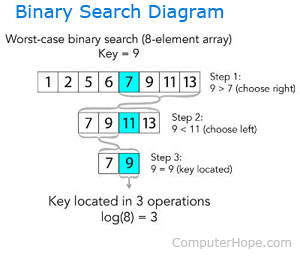 Binary Search Diagram
Worst-case binary search (8-element array)
Key = 9
1 2 5 6 7 9 11 13
Step 1:
9 > 7 (choose right)
7 9 11 13
Step 2:
9 < 11 (choose left)
7 9
Step 3:
9 = 9 (key located)
Key located in 3 operations
log(8) = 3
ComputerHope.com